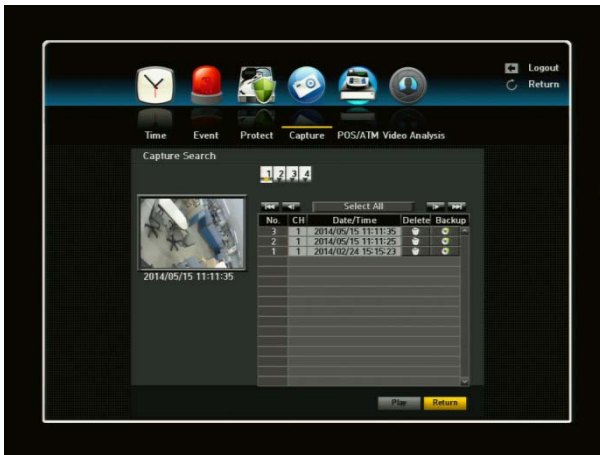 Logout
Return
Time Event Protect Capture POS/ATM Video Analysis
Capture Search
1 2 3 4
Select All
No. CH Date/Time Delete Backup
3 1 2014/05/15 11:11:35
2 1 2014/05/15 11:11:25
1 1 2014/02/24 15:15:23
2014/05/15 11:11:35
Play Return